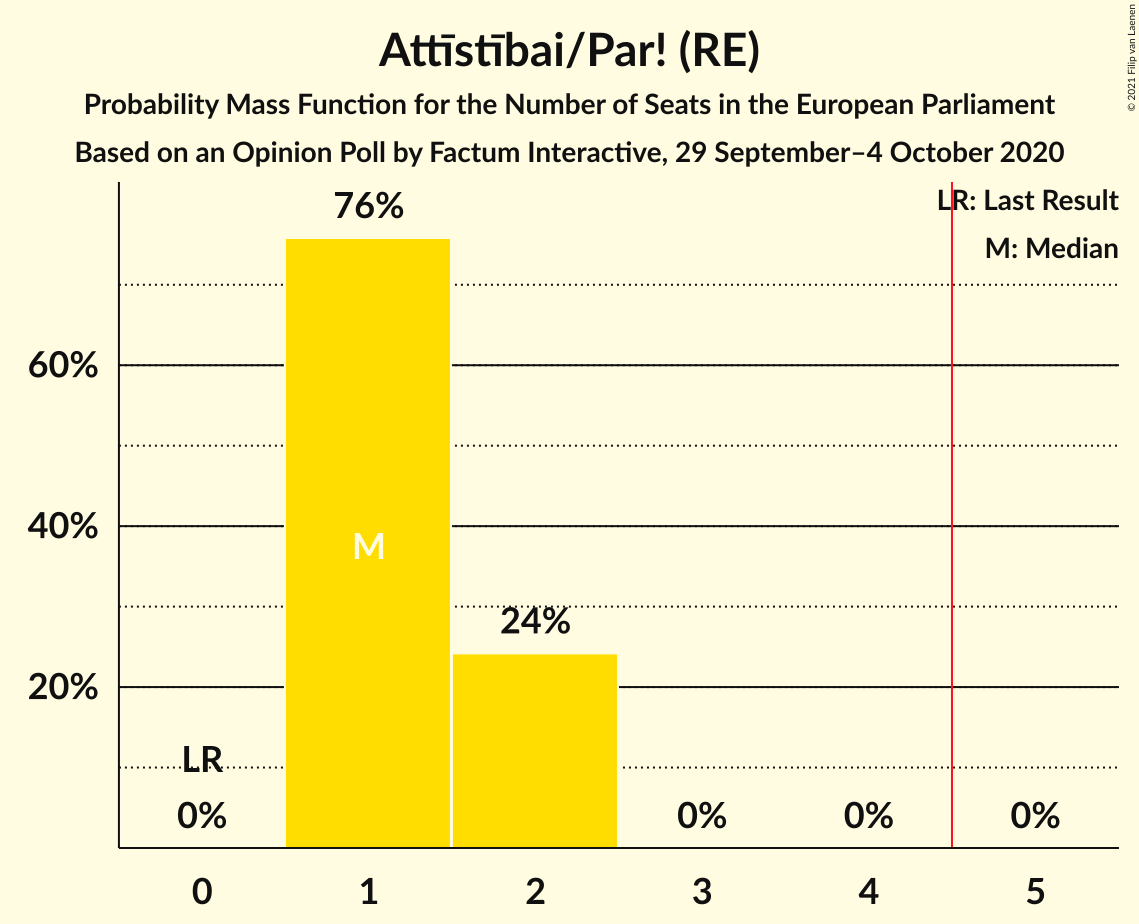 Attīstībai/Par! (RE)
Probability Mass Function for the Number of Seats in the European Parliament
Based on an Opinion Poll by Factum Interactive, 29 September–4 October 2020
© 2021 Filip van Laenen
LR: Last Result
M: Median
76%
60%
40%
M
24%
20%
LR
0%
0%
0%
0%
0
1
2
3
4
5